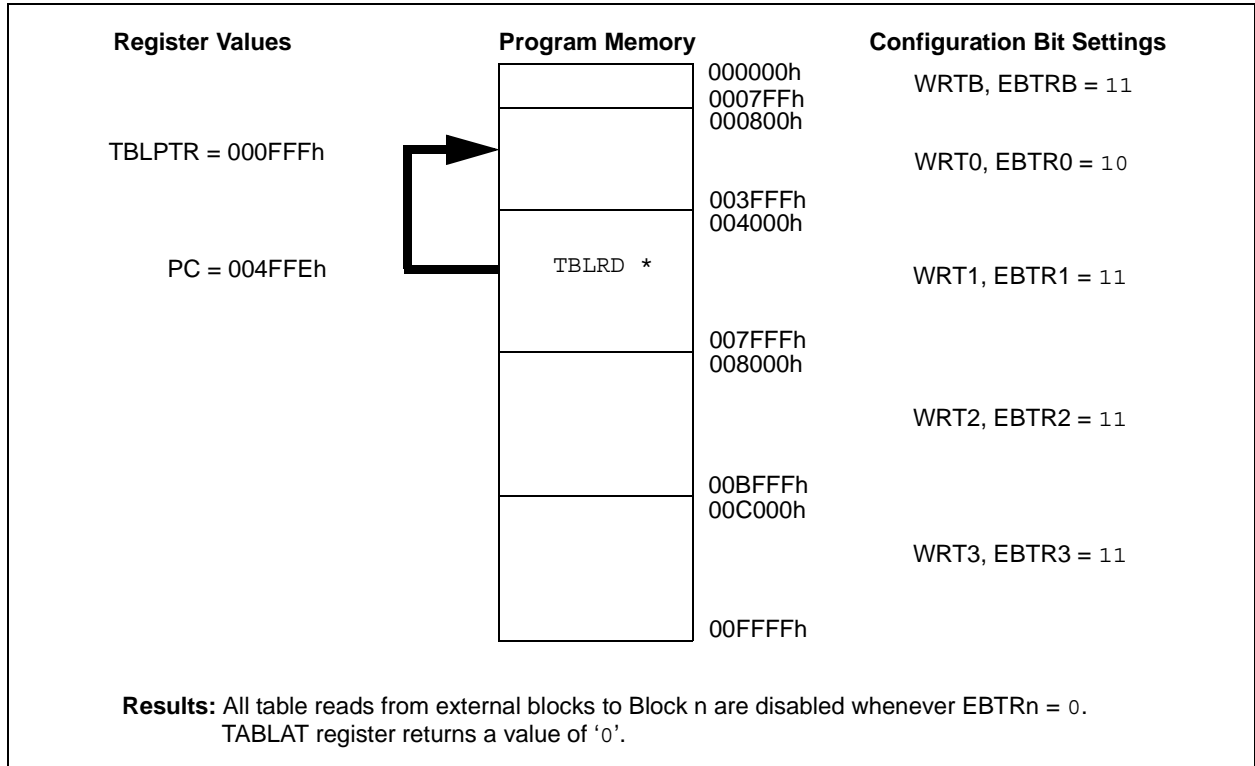 Register Values Program Memory Configuration Bit Settings
000000h
WRTB, EBTRB = 11
0007FFh
000800h
TBLPTR = 000FFFh
WRT0, EBTR0 = 10
003FFFh
004000h
PC = 004FFEh TBLRD *
WRT1, EBTR1 = 11
007FFFh
008000h
WRT2, EBTR2 = 11
00BFFFh
00C000h
WRT3, EBTR3 = 11
00FFFFh
Results: All table reads from external blocks to Block n are disabled whenever EBTRn = 0.
TABLAT register returns a value of ‘0’.